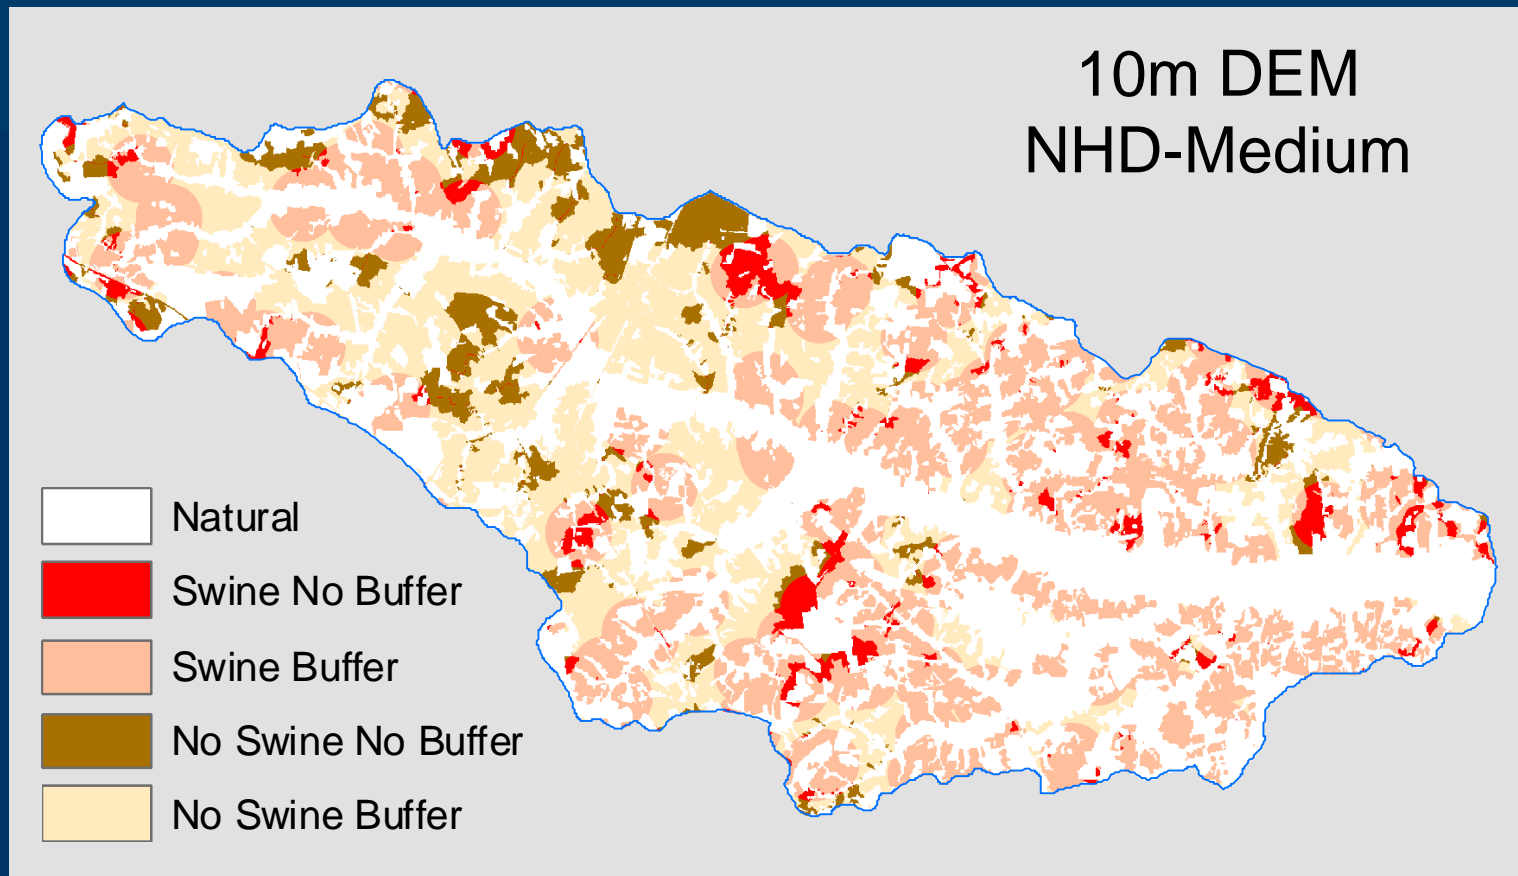 10m DEM
NHD-Medium
Natural
Swine No Buffer
Swine Buffer
No Swine No Buffer
No Swine Buffer